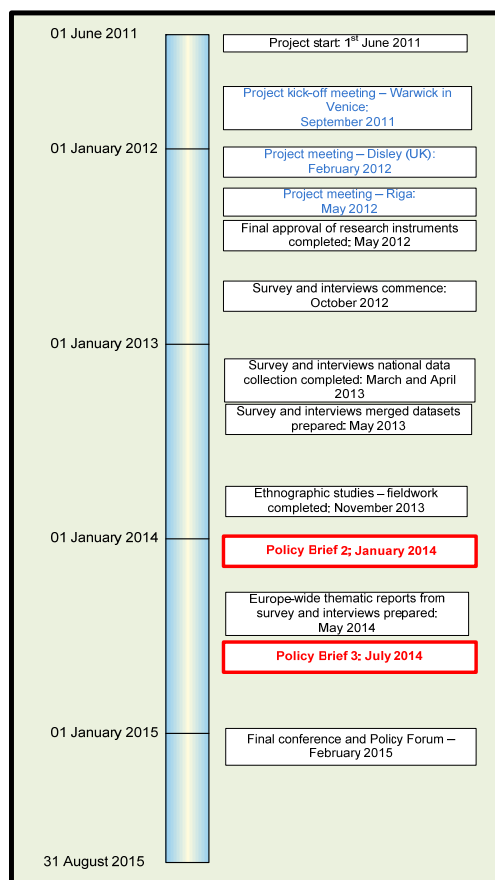 01 June 2011
Project start: 1st June 2011
Project kick-off meeting – Warwick in
Venice:
September 2011
01 January 2012
Project meeting – Disley (UK):
February 2012
Project meeting – Riga:
May 2012
Final approval of research instruments
completed: May 2012
Survey and interviews commence:
October 2012
01 January 2013
Survey and interviews national data
collection completed: March and April
2013
Survey and interviews merged datasets
prepared: May 2013
Ethnographic studies – fieldwork
completed: November 2013
01 January 2014
Policy Brief 2: January 2014
Europe-wide thematic reports from
survey and interviews prepared:
May 2014
Policy Brief 3: July 2014
01 January 2015
Final conference and Policy Forum –
February 2015
31 August 2015